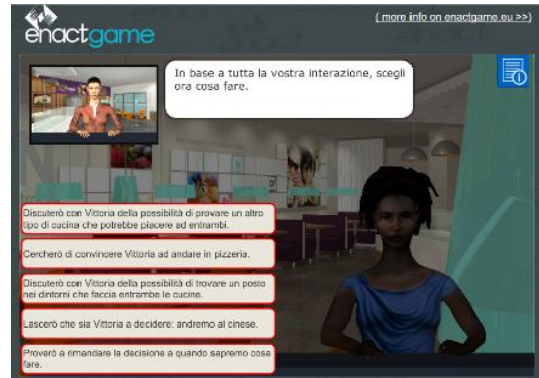 enactgame
( more info on enactgame.eu >>)
In base a tutta la vostra interazione, scegli
ora cosa fare.
Discuterò con Vittoria della possibilità di provare un altro
tipo di cucina che potrebbe piacere ad entrambi.
Cercherò di convincere Vittoria ad andare in pizzeria.
Discuterò con Vittoria della possibilità di trovare un posto
nei dintorni che faccia entrambe le cucine.
Lascerò che sia Vittoria a decidere: andremo al cinese.
Proverò a rimandare la decisione a quando sapremo cosa
fare.